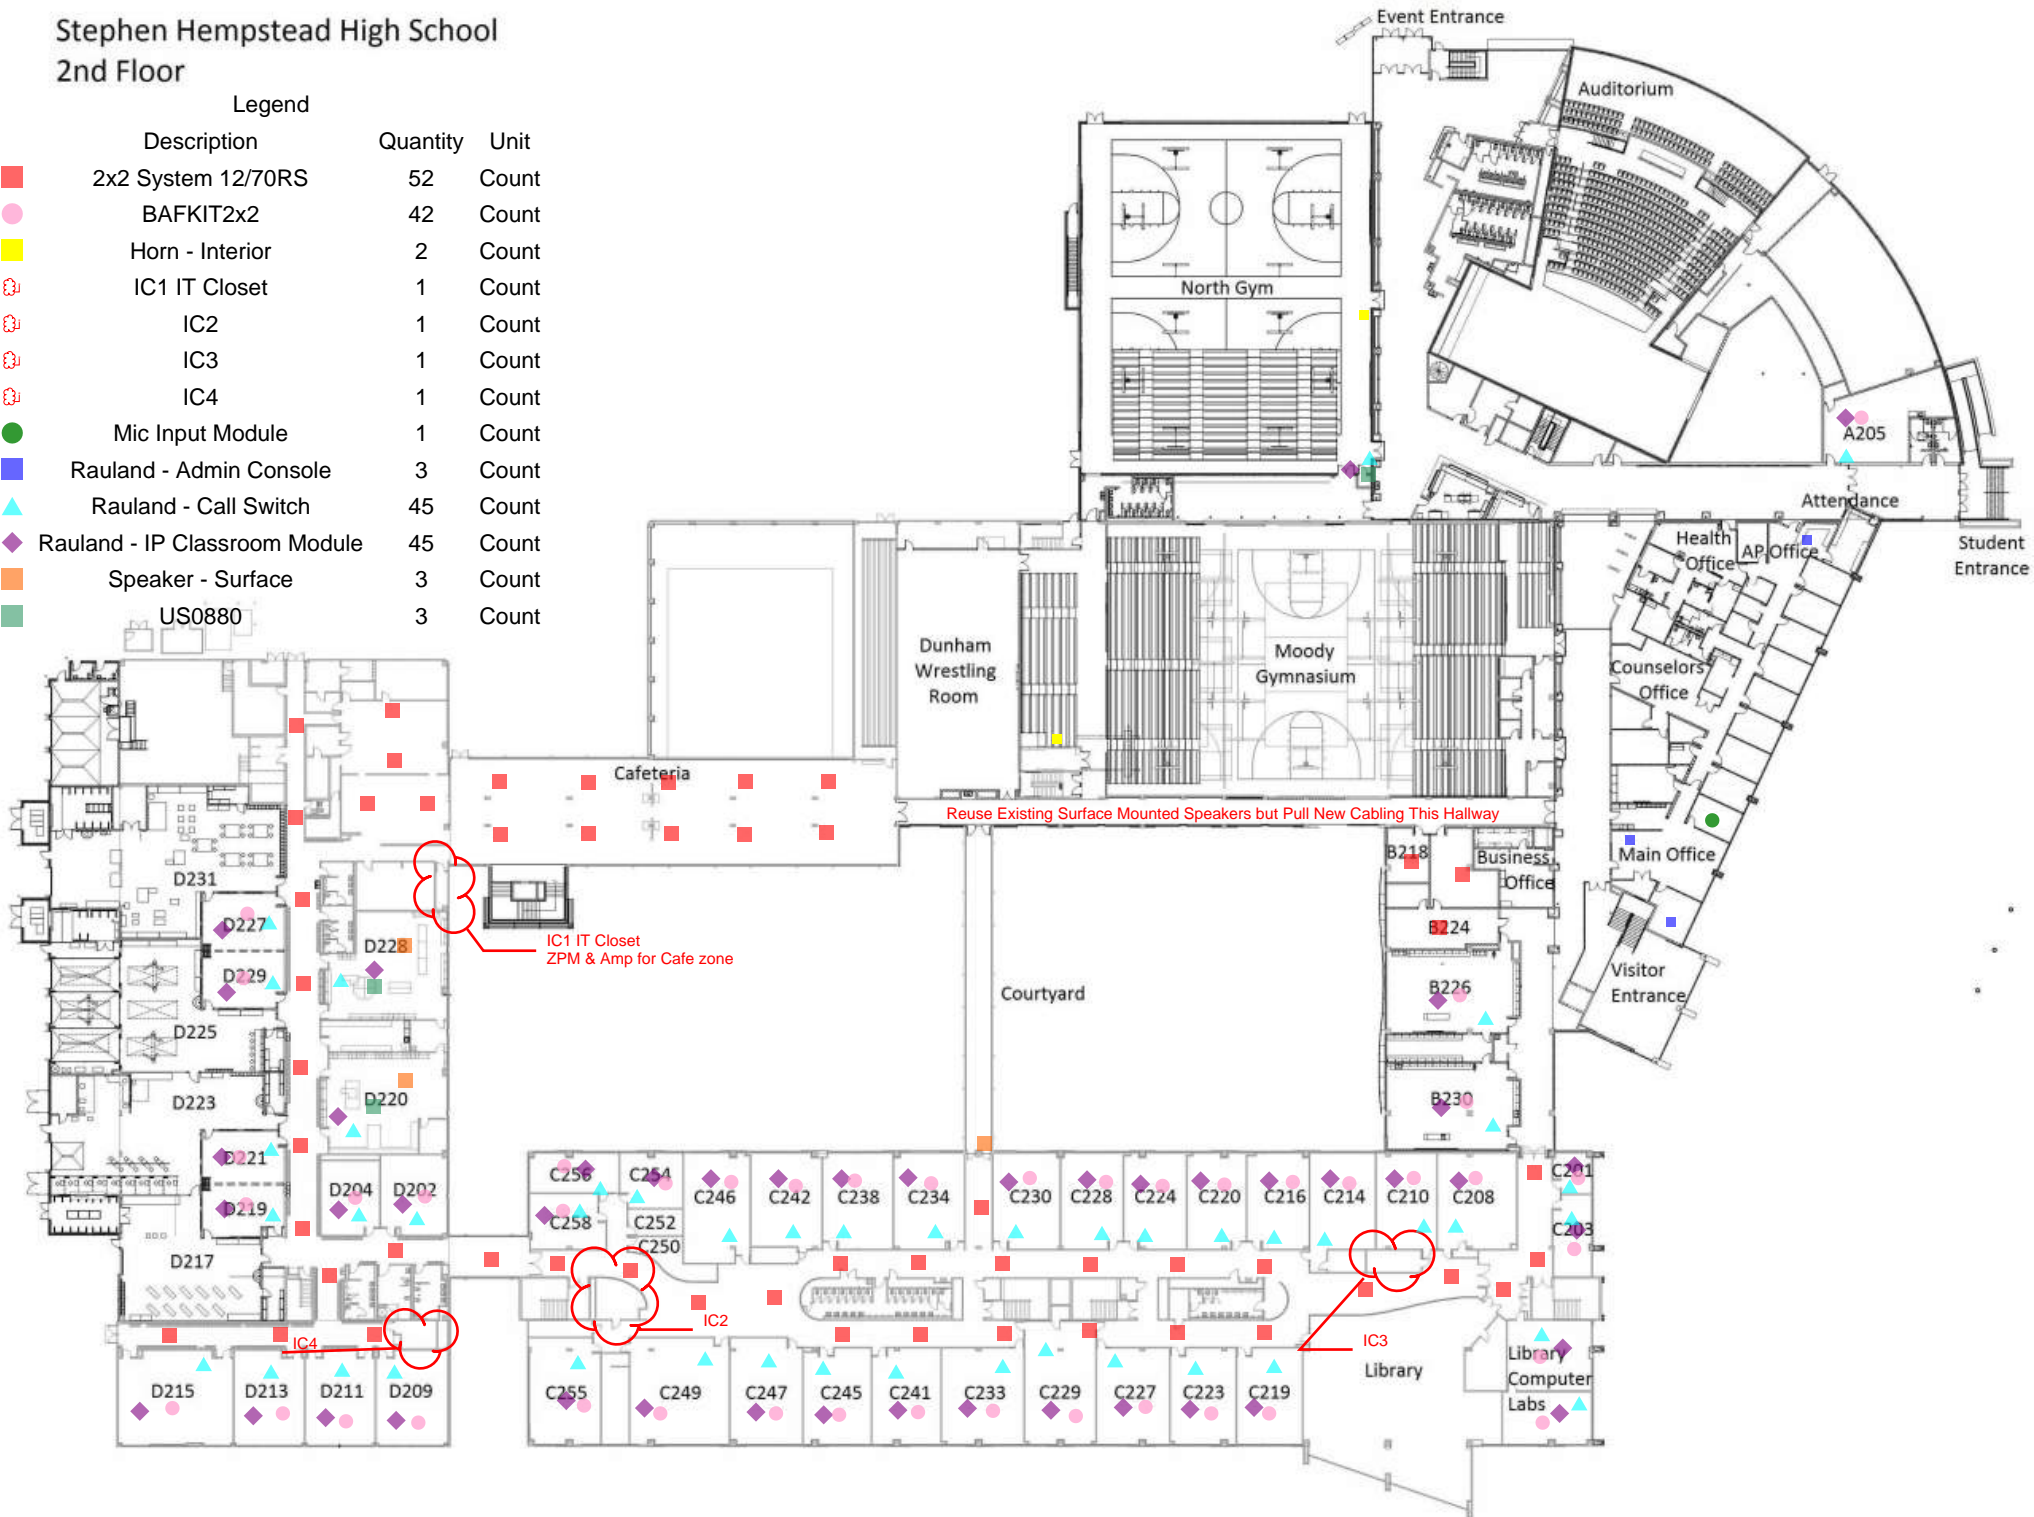 Stephen Hempstead High School
2nd Floor
Legend
Description Quantity Unit
2x2 System 12/70RS 52 Count
BAFKIT2x2 42 Count
Horn - Interior 2 Count
IC1 IT Closet 1 Count
IC2 1 Count
IC3 1 Count
IC4 1 Count
Mic Input Module 1 Count
Rauland - Admin Console 3 Count
Rauland - Call Switch 45 Count
Rauland - IP Classroom Module 45 Count
Speaker - Surface 3 Count
US0880 3 Count
Event Entrance
Auditorium
North Gym
A205
Attendance
Student
Entrance
Health
Office
AP Office
Counselors
Office
Dunham
Wrestling
Room
Moody
Gymnasium
Cafeteria
Reuse Existing Surface Mounted Speakers but Pull New Cabling This Hallway
B218
Business
Office
Main Office
B224
Visitor
Entrance
B226
B230
Courtyard
IC1 IT Closet
ZPM & Amp for Cafe zone
D231
D227
D228
D229
D225
D223
D220
D221
D219
D204
D202
D217
IC4
D215
D213
D211
D209
C256
C254
C258
C252
C250
C246
C242
C238
C234
C230
C228
C224
C220
C216
C214
C210
C208
C201
C203
IC2
IC3
C255
C249
C247
C245
C241
C233
C229
C227
C223
C219
Library
Library
Computer
Labs